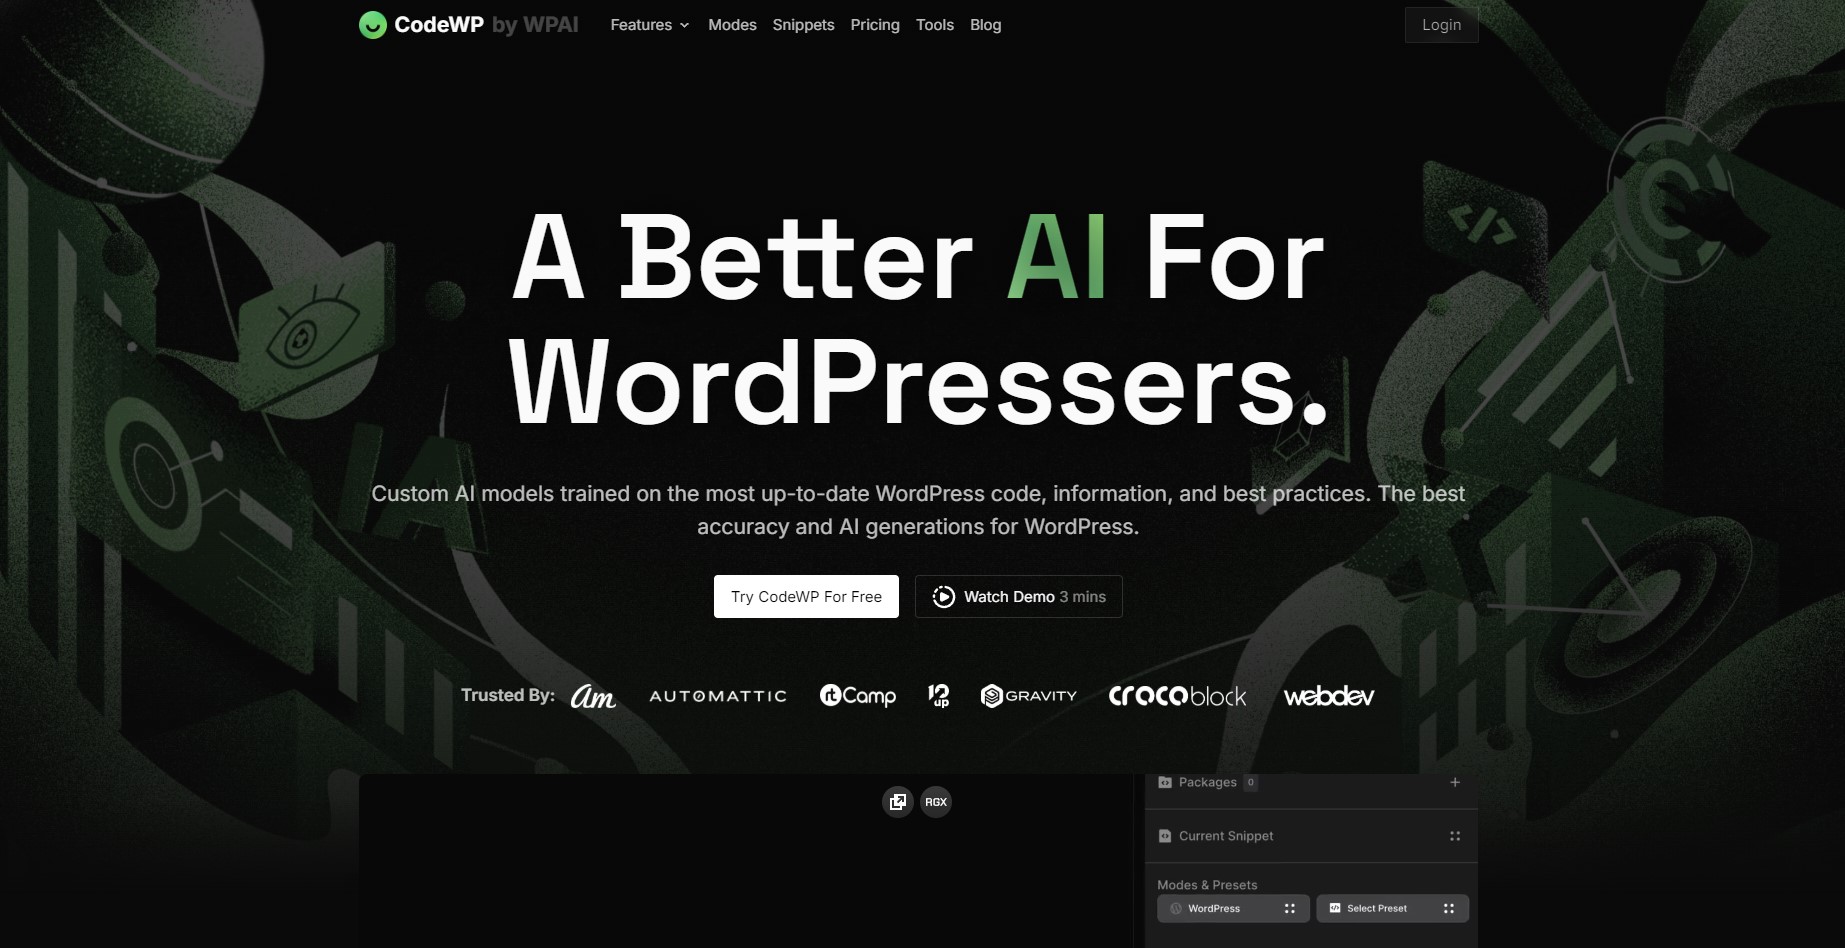 CodeWP by WPAI Features Modes Snippets Pricing Tools Blog Login
A Better AI For
WordPressers.
Custom AI models trained on the most up-to-date WordPress code, information, and best practices. The best
accuracy and AI generations for WordPress.
Try CodeWP For Free Watch Demo 3 mins
Trusted By: am AUTOMATTIC rtCamp 12up GRAVITY crocoblock webdev
Packages 0 +
RGX
Current Snippet
Modes & Presets
WordPress Select Preset